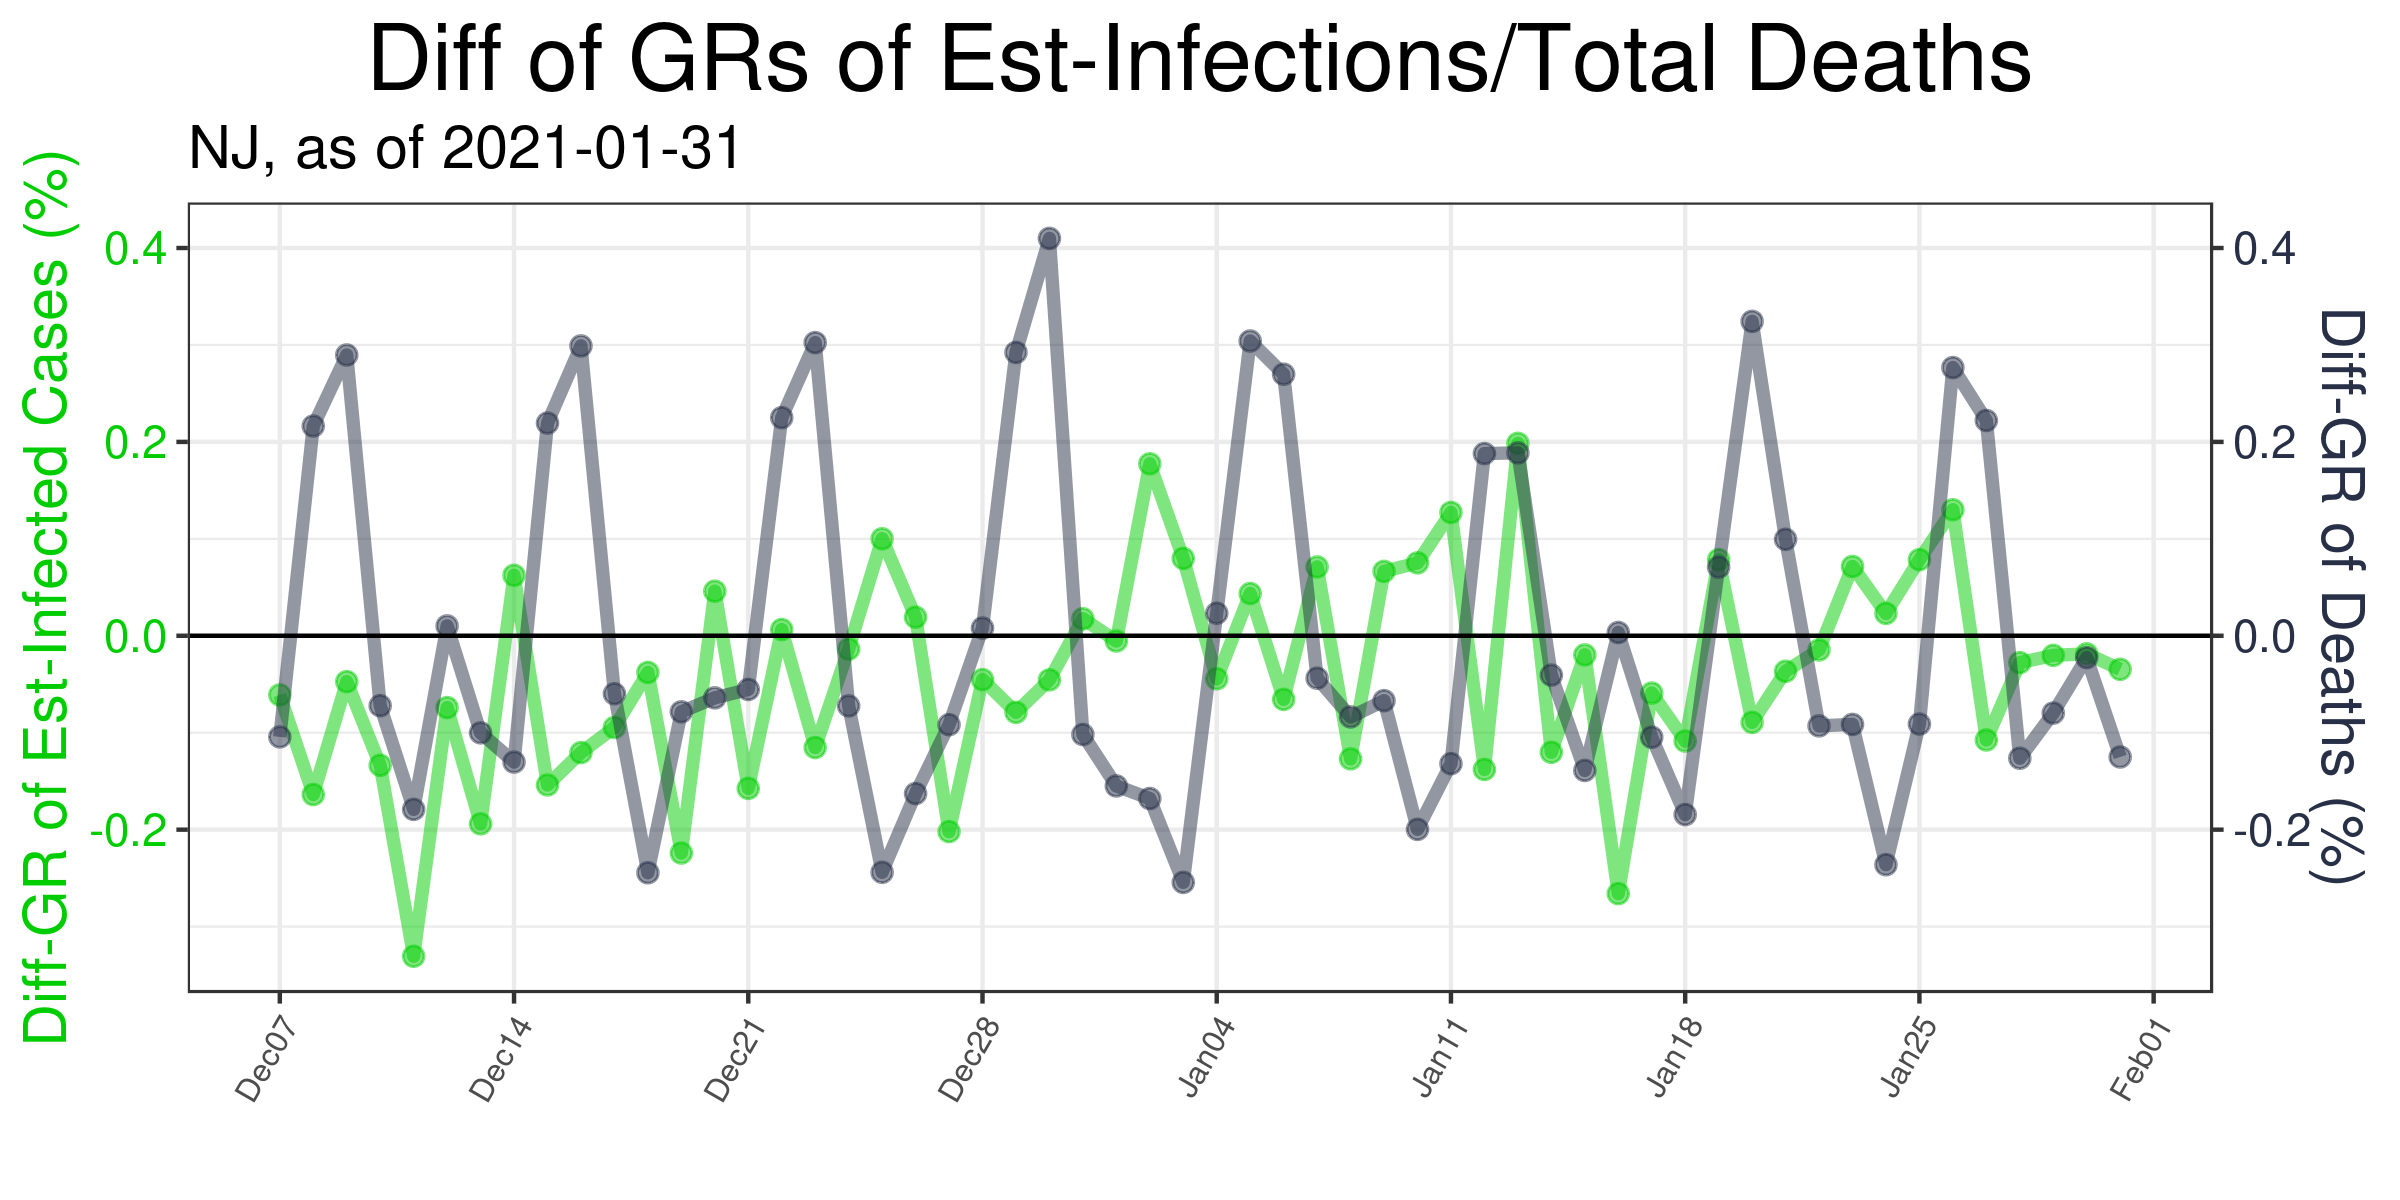 Diff of GRs of Est-Infections/Total Deaths
NJ, as of 2021-01-31
Diff-GR of Est-Infected Cases (%)
0.4
0.2
0.0
-0.2
0.4
0.2
0.0
-0.2
Diff-GR of Deaths (%)
Dec07
Dec14
Dec21
Dec28
Jan04
Jan11
Jan18
Jan25
Feb01